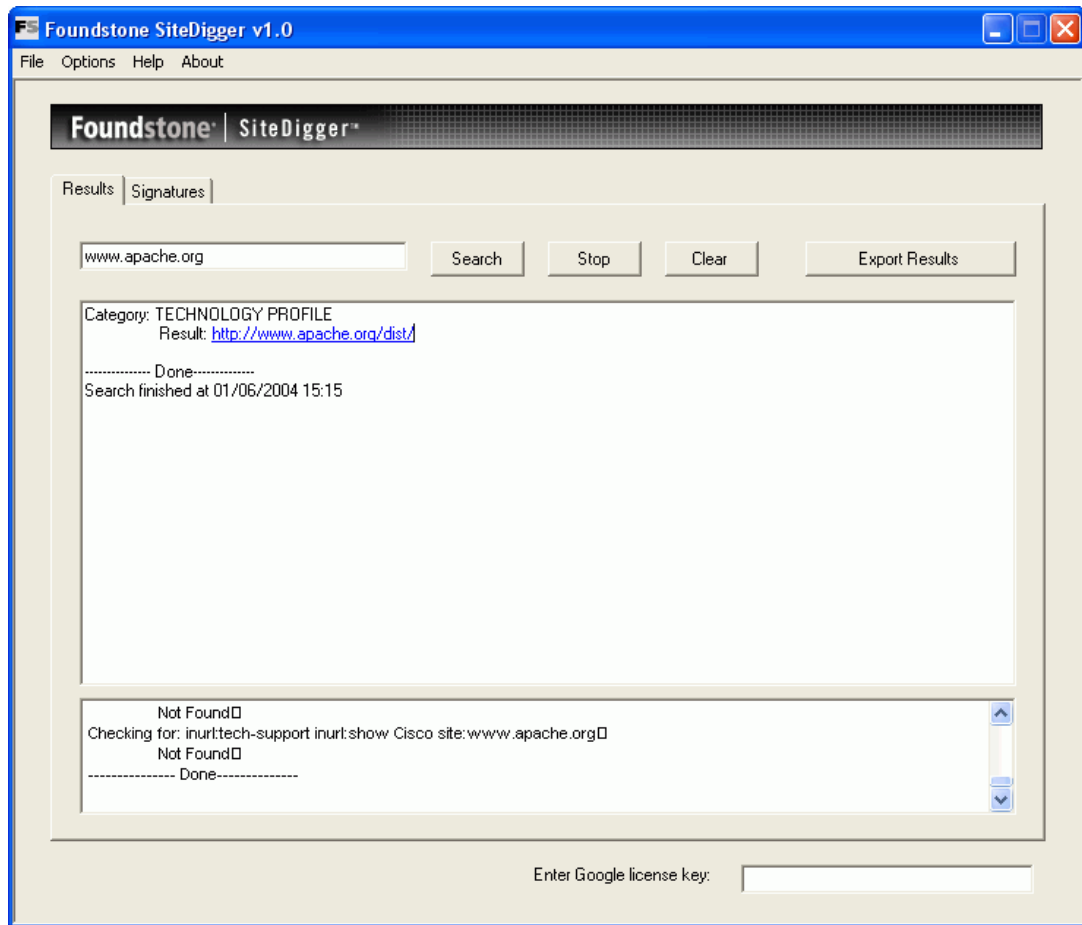 FS Foundstone SiteDigger v1.0
File Options Help About
Foundstone | SiteDigger™
Results Signatures
www.apache.org Search Stop Clear Export Results
Category: TECHNOLOGY PROFILE
Result: http://www.apache.org/dist/
-------------- Done-------------
Search finished at 01/06/2004 15:15
Not Found
Checking for: inurl:tech-support inurl:show Cisco site:www.apache.org
Not Found
--------------- Done--------------
Enter Google license key: